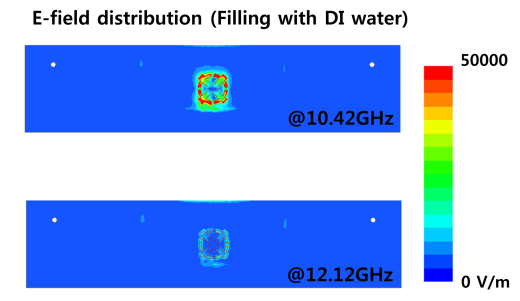 E-field distribution (Filling with DI water)
50000
@10.42GHz
@12.12GHz
0 V/m